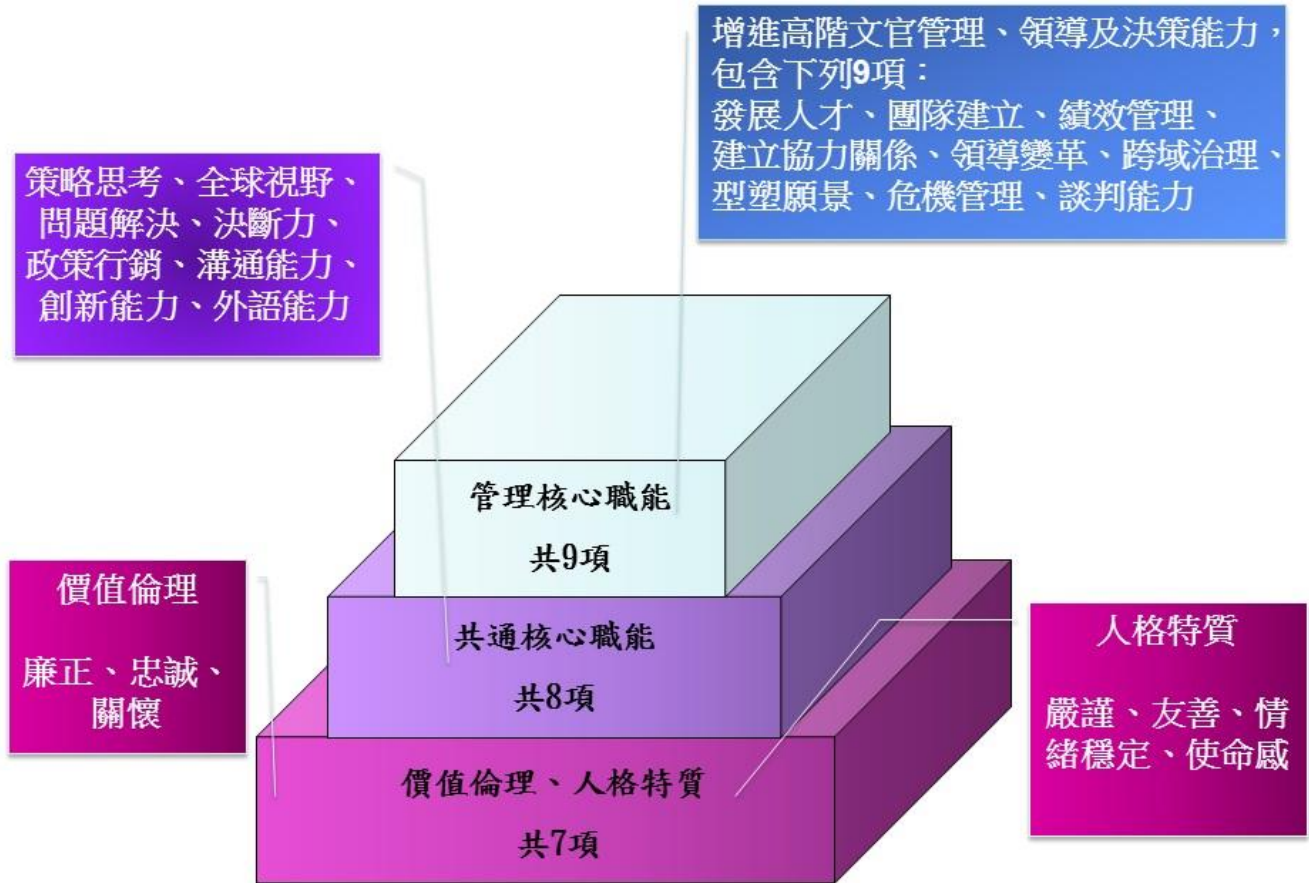 增進高階文官管理、領導及決策能力，
包含下列9項：
發展人才、團隊建立、績效管理、
建立協力關係、領導變革、跨域治理、
型塑願景、危機管理、談判能力
策略思考、全球視野、
問題解決、決斷力、
政策行銷、溝通能力、
創新能力、外語能力
管理核心職能
共9項
價值倫理
廉正、忠誠、
關懷
共通核心職能
共8項
人格特質
嚴謹、友善、情
緒穩定、使命感
價值倫理、人格特質
共7項